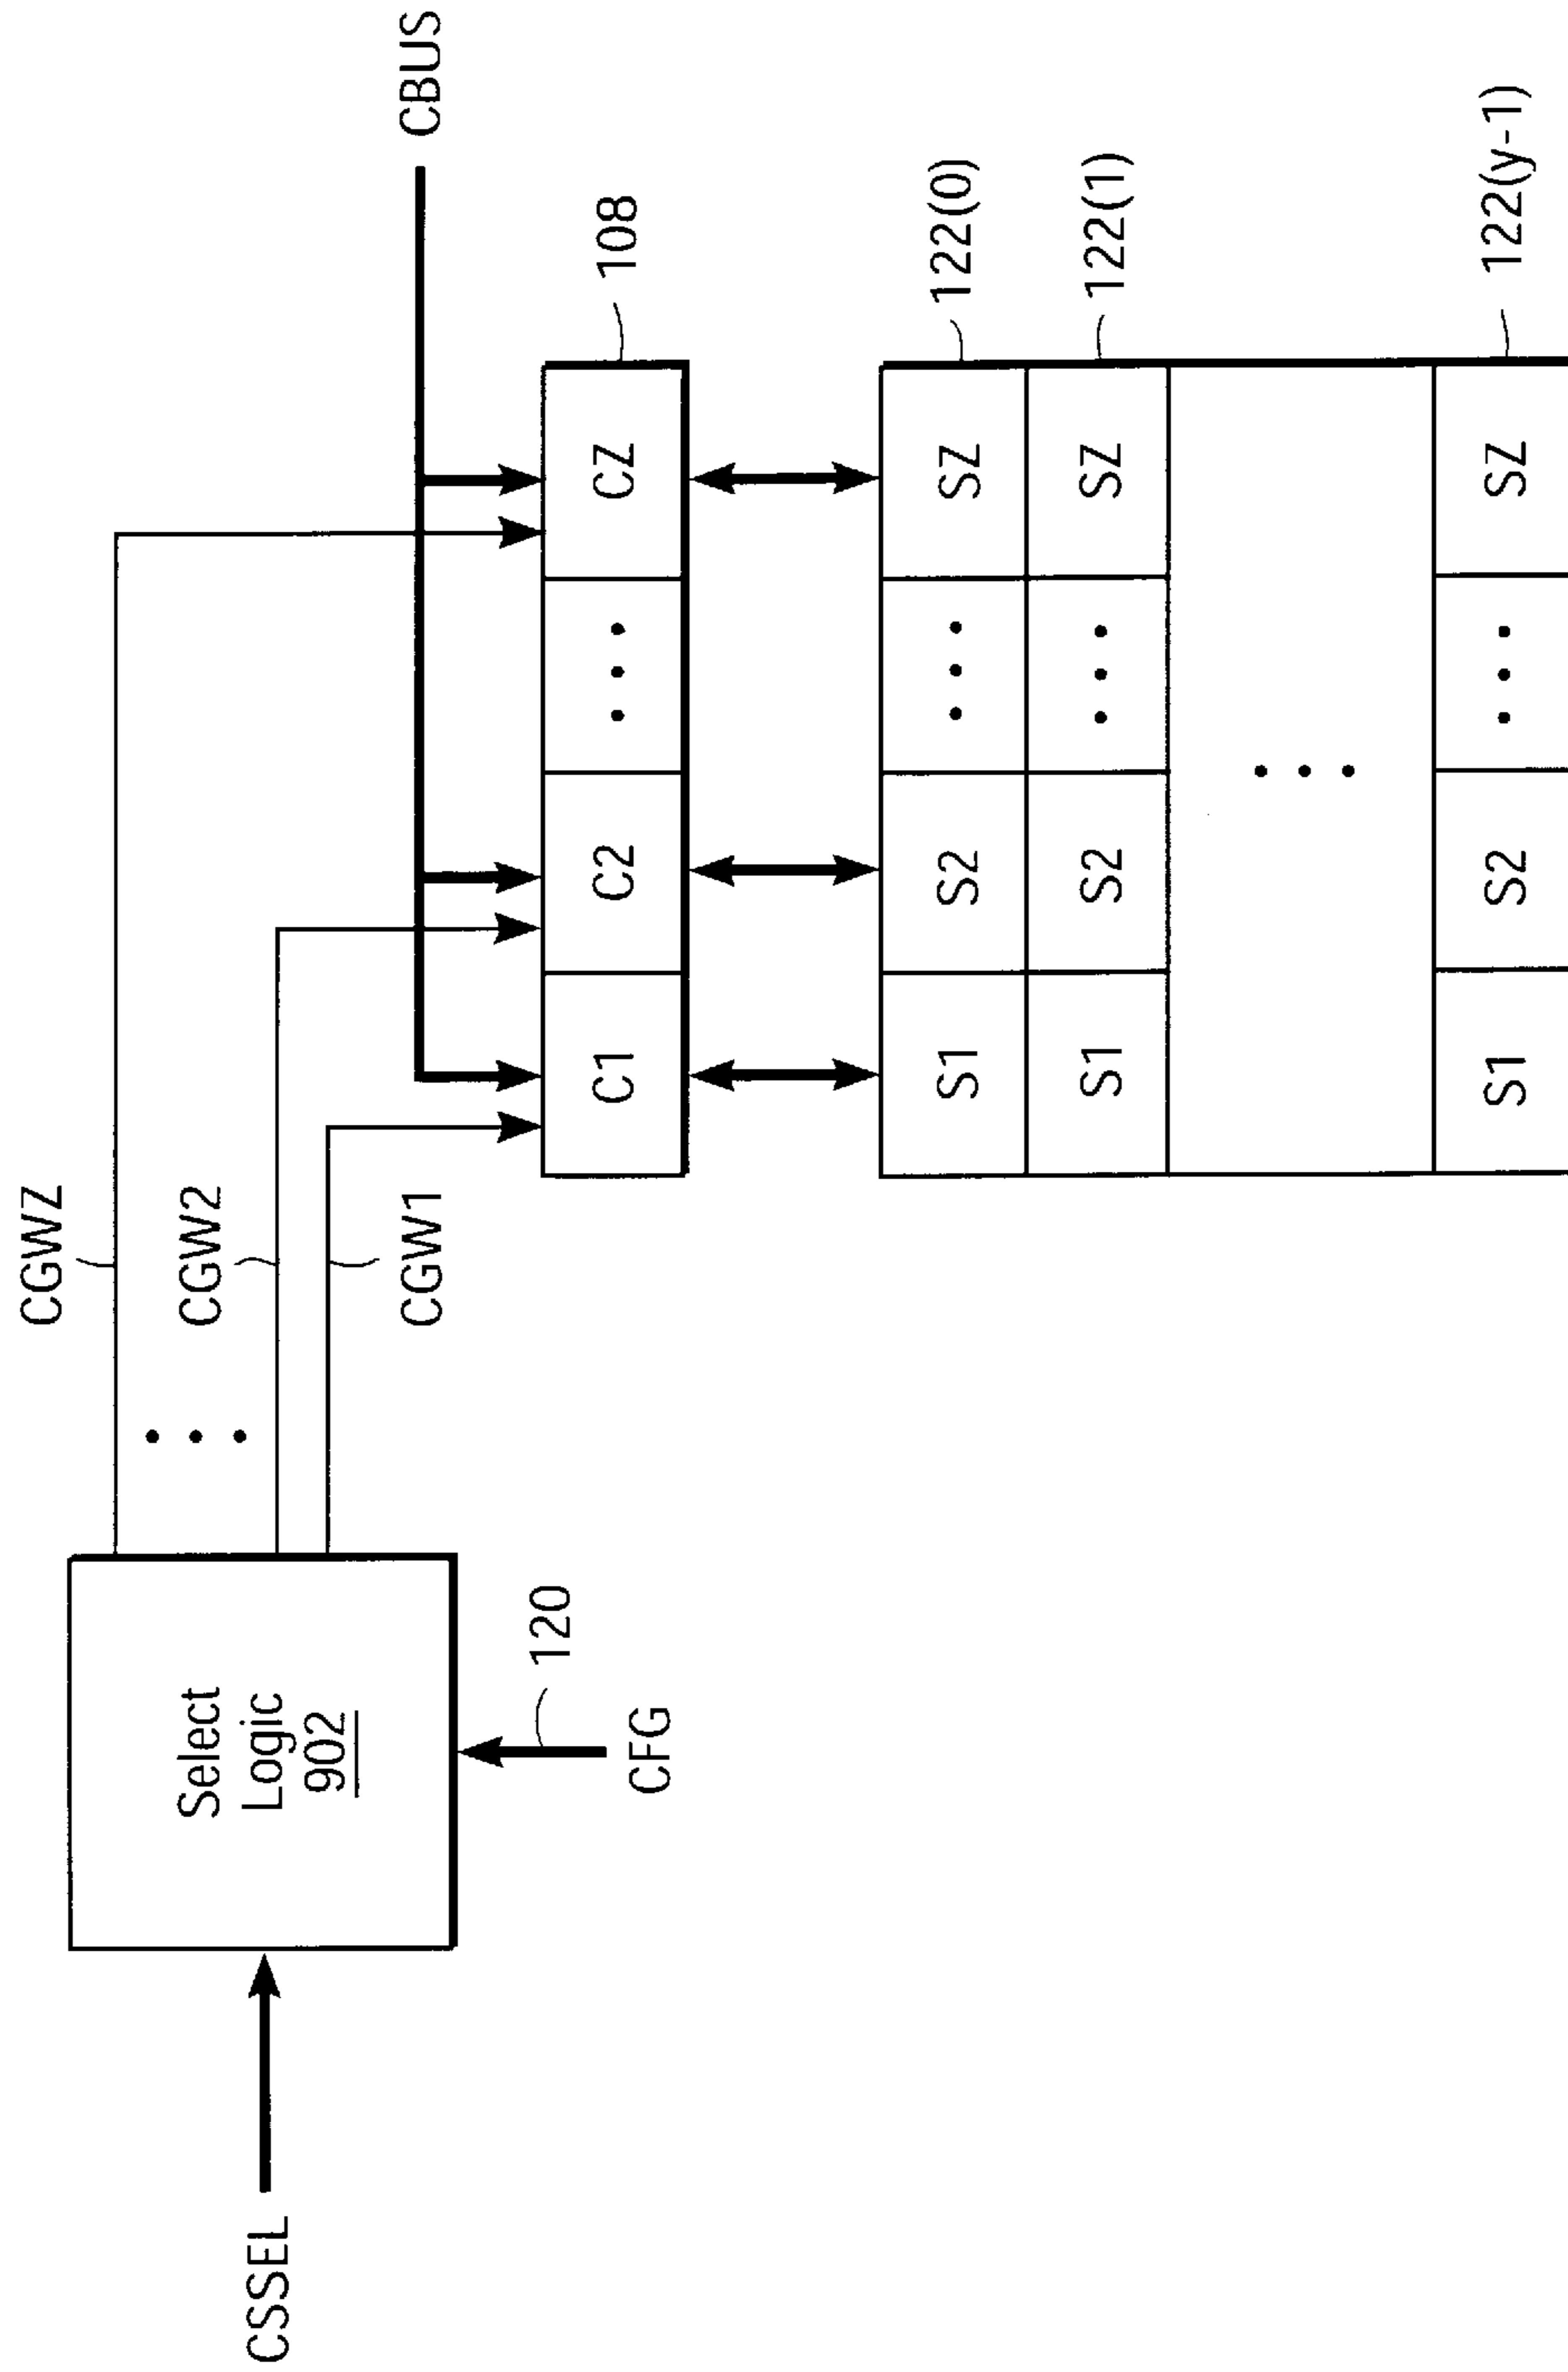 CSSEL
Select
Logic
902
CFG
120
CGWZ
CGW2
CGW1
CBUS
C1 C2 • • • CZ
108
S1 S2 • • • SZ
122(0)
S1 S2 • • • SZ
122(1)
S1 S2 • • • SZ
122(y-1)